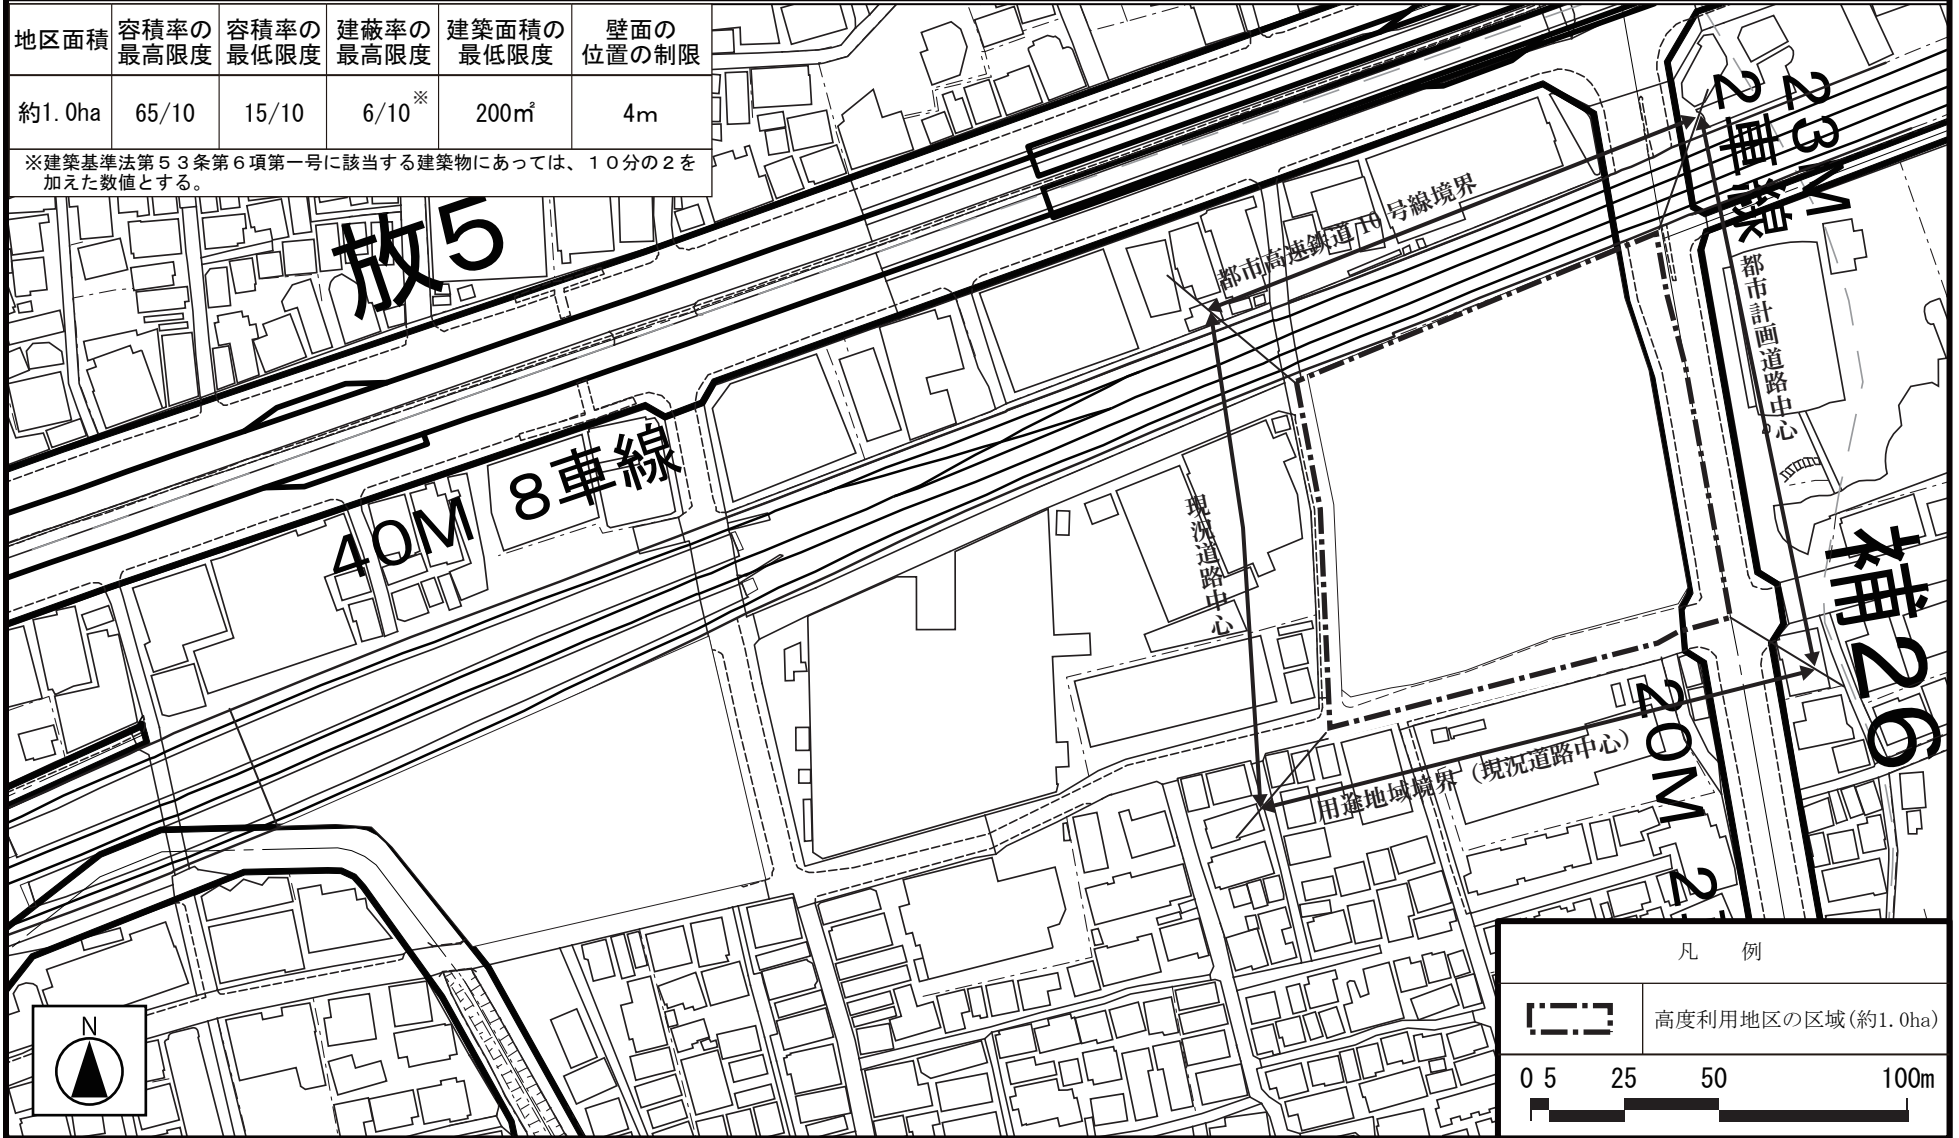 地区面積
容積率の
最高限度
容積率の
最低限度
建蔽率の
最高限度
建築面積の
最低限度
壁面の
位置の制限
約1.0ha
65/10
15/10
6/10※
200㎡
4m
※建築基準法第53条第6項第一号に該当する建築物にあっては、10分の2を
加えた数値とする。
放5
40M 8車線
23M
2車線
補26
20M 2
都市高速鉄道10号線境界
都市計画道路中心
現況道路中心
用途地域境界（現況道路中心）
N
凡 例
高度利用地区の区域(約1.0ha)
0 5 25 50 100m